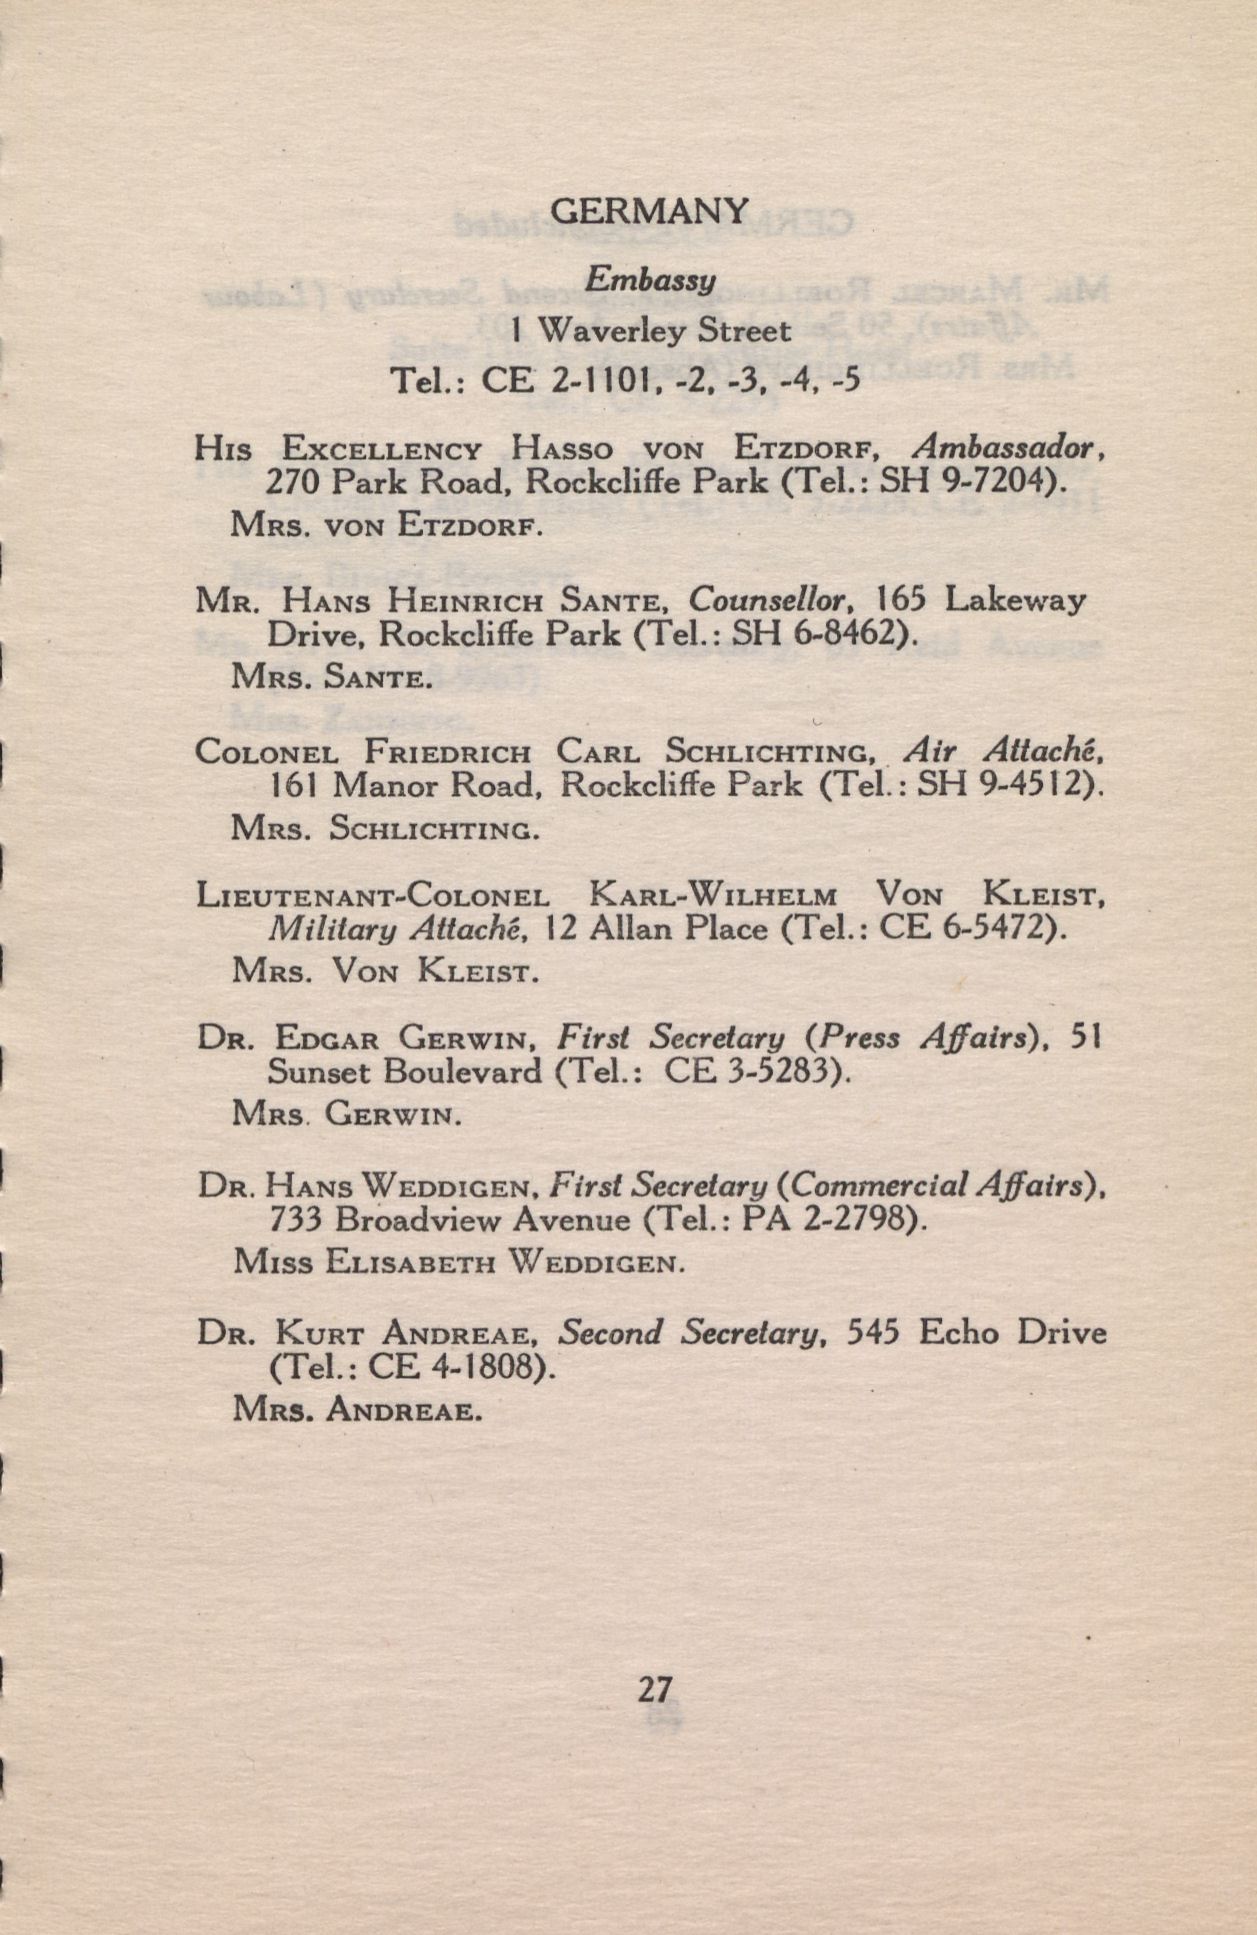 GERMANY
Embassy
1 Waverley Street
Tel.: CE 2-1101, -2, -3, -4, -5
HIS EXCELLENCY HASSO VON ETZDORF, Ambassador,
270 Park Road, Rockcliffe Park (Tel.: SH 9-7204).
MRS. VON ETZDORF.
MR. HANS HEINRICH SANTE, Counsellor, 165 Lakeway
Drive, Rockcliffe Park (Tel.: SH 6-8462).
MRS. SANTE.
COLONEL FRIEDRICH CARL SCHLICHTING, Air Attaché,
161 Manor Road, Rockcliffe Park (Tel.: SH 9-4512).
MRS. SCHLICHTING.
LIEUTENANT-COLONEL KARL-WILHELM VON KLEIST,
Military Attaché, 12 Allan Place (Tel.: CE 6-5472).
MRS. VON KLEIST.
DR. EDGAR GERWIN, First Secretary (Press Affairs), 51
Sunset Boulevard (Tel.: CE 3-5283).
MRS. GERWIN.
DR. HANS WEDDIGEN, First Secretary (Commercial Affairs),
733 Broadview Avenue (Tel.: PA 2-2798).
MISS ELISABETH WEDDIGEN.
DR. KURT ANDREAE, Second Secretary, 545 Echo Drive
(Tel.: CE 4-1808).
MRS. ANDREAE.
27